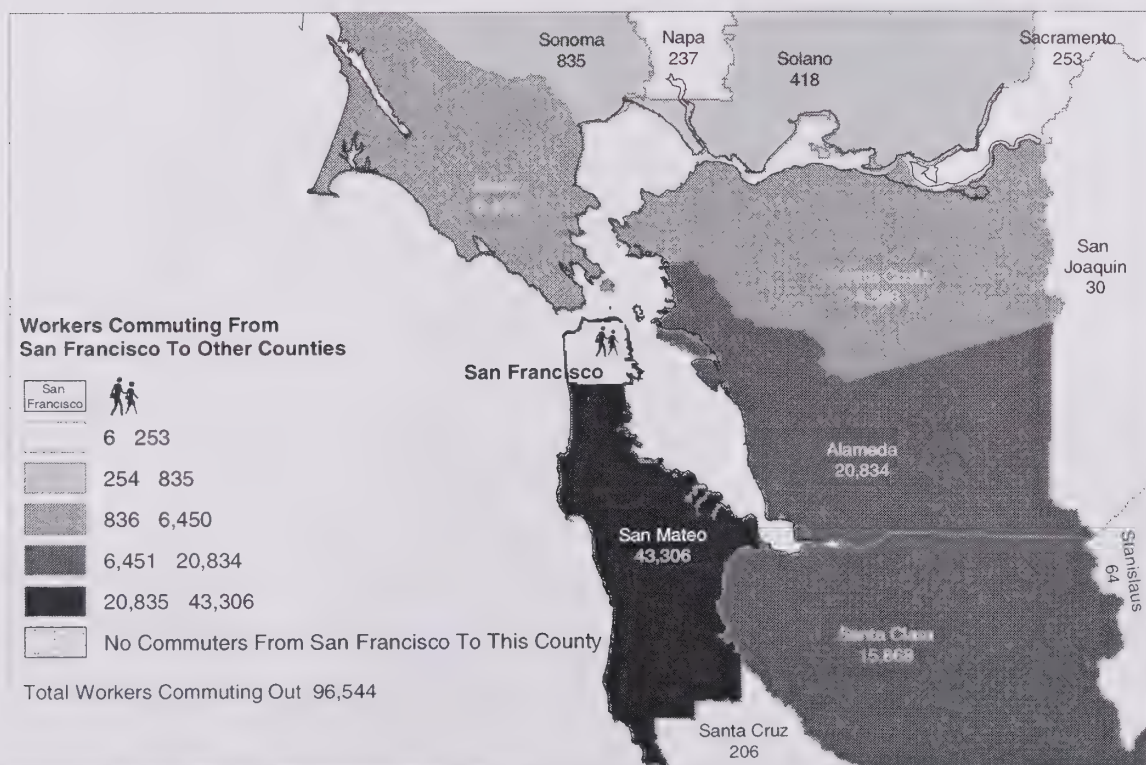 Sonoma
835
Napa
237
Solano
418
Sacramento
253
San
Joaquin
30
Workers Commuting From
San Francisco To Other Counties
San
Francisco
6 253
254 835
836 6,450
6,451 20,834
20,835 43,306
No Commuters From San Francisco To This County
Total Workers Commuting Out 96,544
San Francisco
Alameda
20,834
San Mateo
43,306
Stanislaus
64
Santa Clara
15,868
Santa Cruz
206